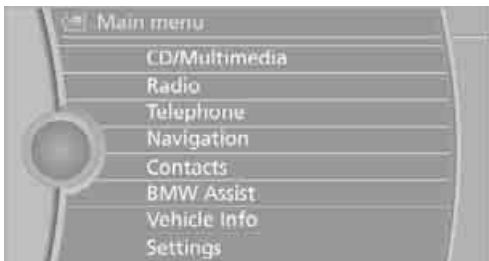 Main menu
CD/Multimedia
Radio
Telephone
Navigation
Contacts
BMW Assist
Vehicle Info
Settings